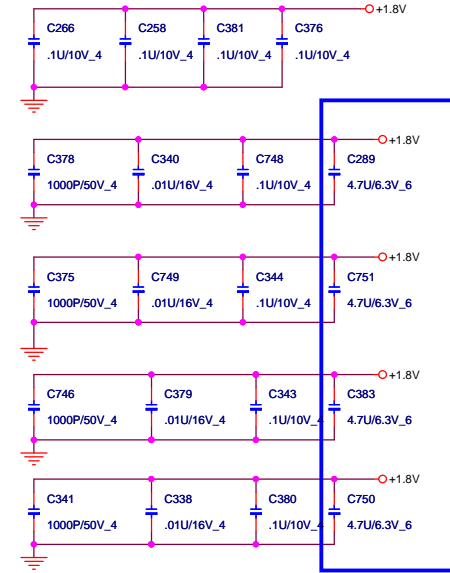 +1.8V
C266 C258 C381 C376
.1U/10V_4 .1U/10V_4 .1U/10V_4 .1U/10V_4
+1.8V
C378 C340 C748 C289
1000P/50V_4 .01U/16V_4 .1U/10V_4 4.7U/6.3V_6
+1.8V
C375 C749 C344 C751
1000P/50V_4 .01U/16V_4 .1U/10V_4 4.7U/6.3V_6
+1.8V
C746 C379 C343 C383
1000P/50V_4 .01U/16V_4 .1U/10V_4 4.7U/6.3V_6
+1.8V
C341 C338 C380 C750
1000P/50V_4 .01U/16V_4 .1U/10V_4 4.7U/6.3V_6